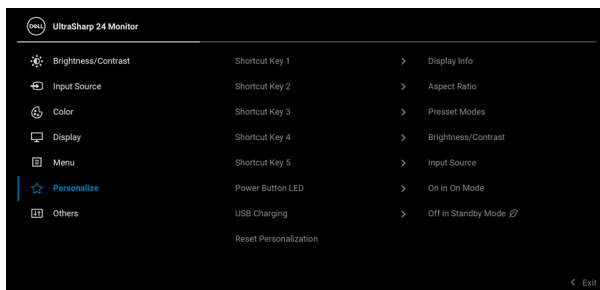 DELL UltraSharp 24 Monitor
Brightness/Contrast Shortcut Key 1 > Display Info
Input Source Shortcut Key 2 > Aspect Ratio
Color Shortcut Key 3 > Presset Modes
Display Shortcut Key 4 > Brightness/Contrast
Menu Shortcut Key 5 > Input Source
Personalize Power Button LED > On in On Mode
Others USB Charging > Off in Standby Mode
Reset Personalization
< Exit